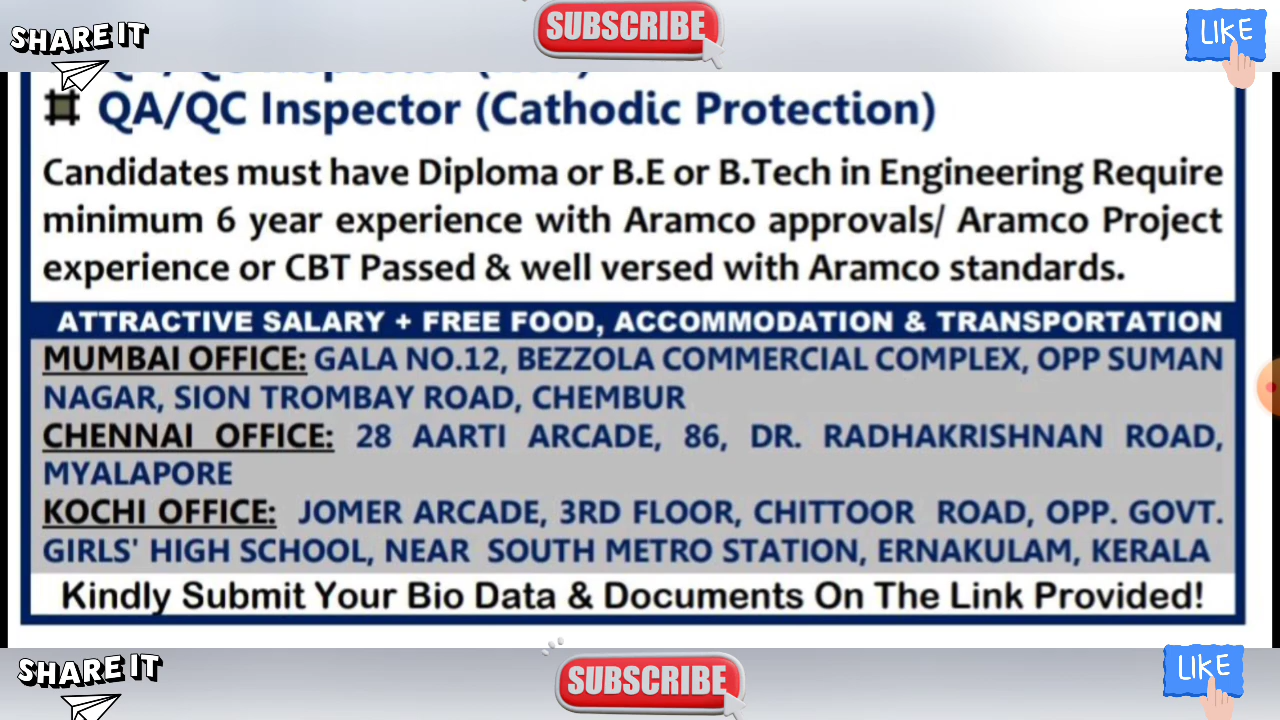 SHARE IT
SUBSCRIBE
LIKE
QA/QC Inspector (Cathodic Protection)
Candidates must have Diploma or B.E or B.Tech in Engineering Require
minimum 6 year experience with Aramco approvals/ Aramco Project
experience or CBT Passed & well versed with Aramco standards.
ATTRACTIVE SALARY + FREE FOOD, ACCOMMODATION & TRANSPORTATION
MUMBAI OFFICE: GALA NO.12, BEZZOLA COMMERCIAL COMPLEX, OPP SUMAN
NAGAR, SION TROMBAY ROAD, CHEMBUR
CHENNAI OFFICE: 28 AARTI ARCADE, 86, DR. RADHAKRISHNAN ROAD,
MYALAPORE
KOCHI OFFICE: JOMER ARCADE, 3RD FLOOR, CHITTOOR ROAD, OPP. GOVT.
GIRLS' HIGH SCHOOL, NEAR SOUTH METRO STATION, ERNAKULAM, KERALA
Kindly Submit Your Bio Data & Documents On The Link Provided!
SHARE IT
SUBSCRIBE
LIKE